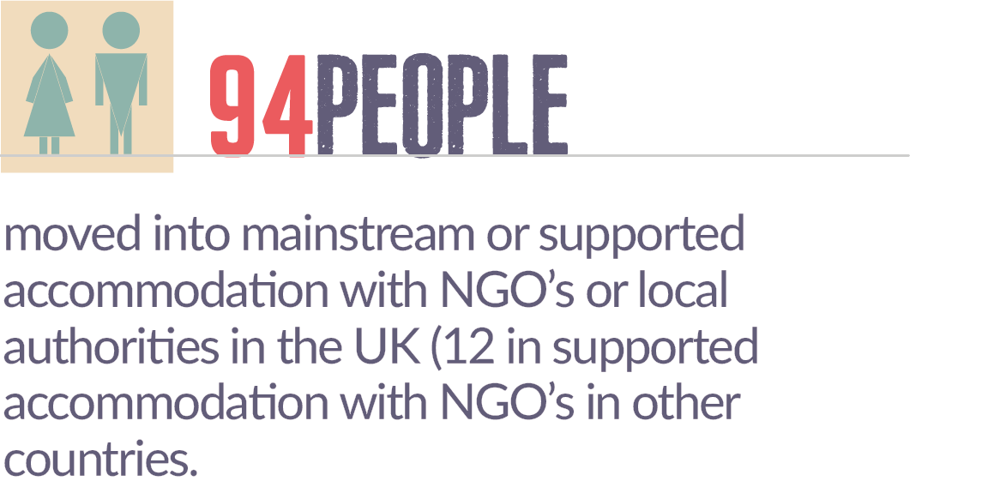 94PEOPLE
moved into mainstream or supported
accommodation with NGO’s or local
authorities in the UK (12 in supported
accommodation with NGO’s in other
countries.